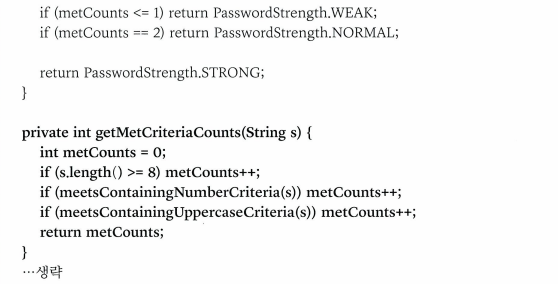 if (metCounts <= 1) return PasswordStrength.WEAK;
if (metCounts == 2) return PasswordStrength.NORMAL;
return PasswordStrength.STRONG;
}
private int getMetCriteriaCounts(String s) {
int metCounts = 0;
if (s.length() >= 8) metCounts++;
if (meetsContainingNumberCriteria(s)) metCounts++;
if (meetsContainingUppercaseCriteria(s)) metCounts++;
return metCounts;
}
…생략